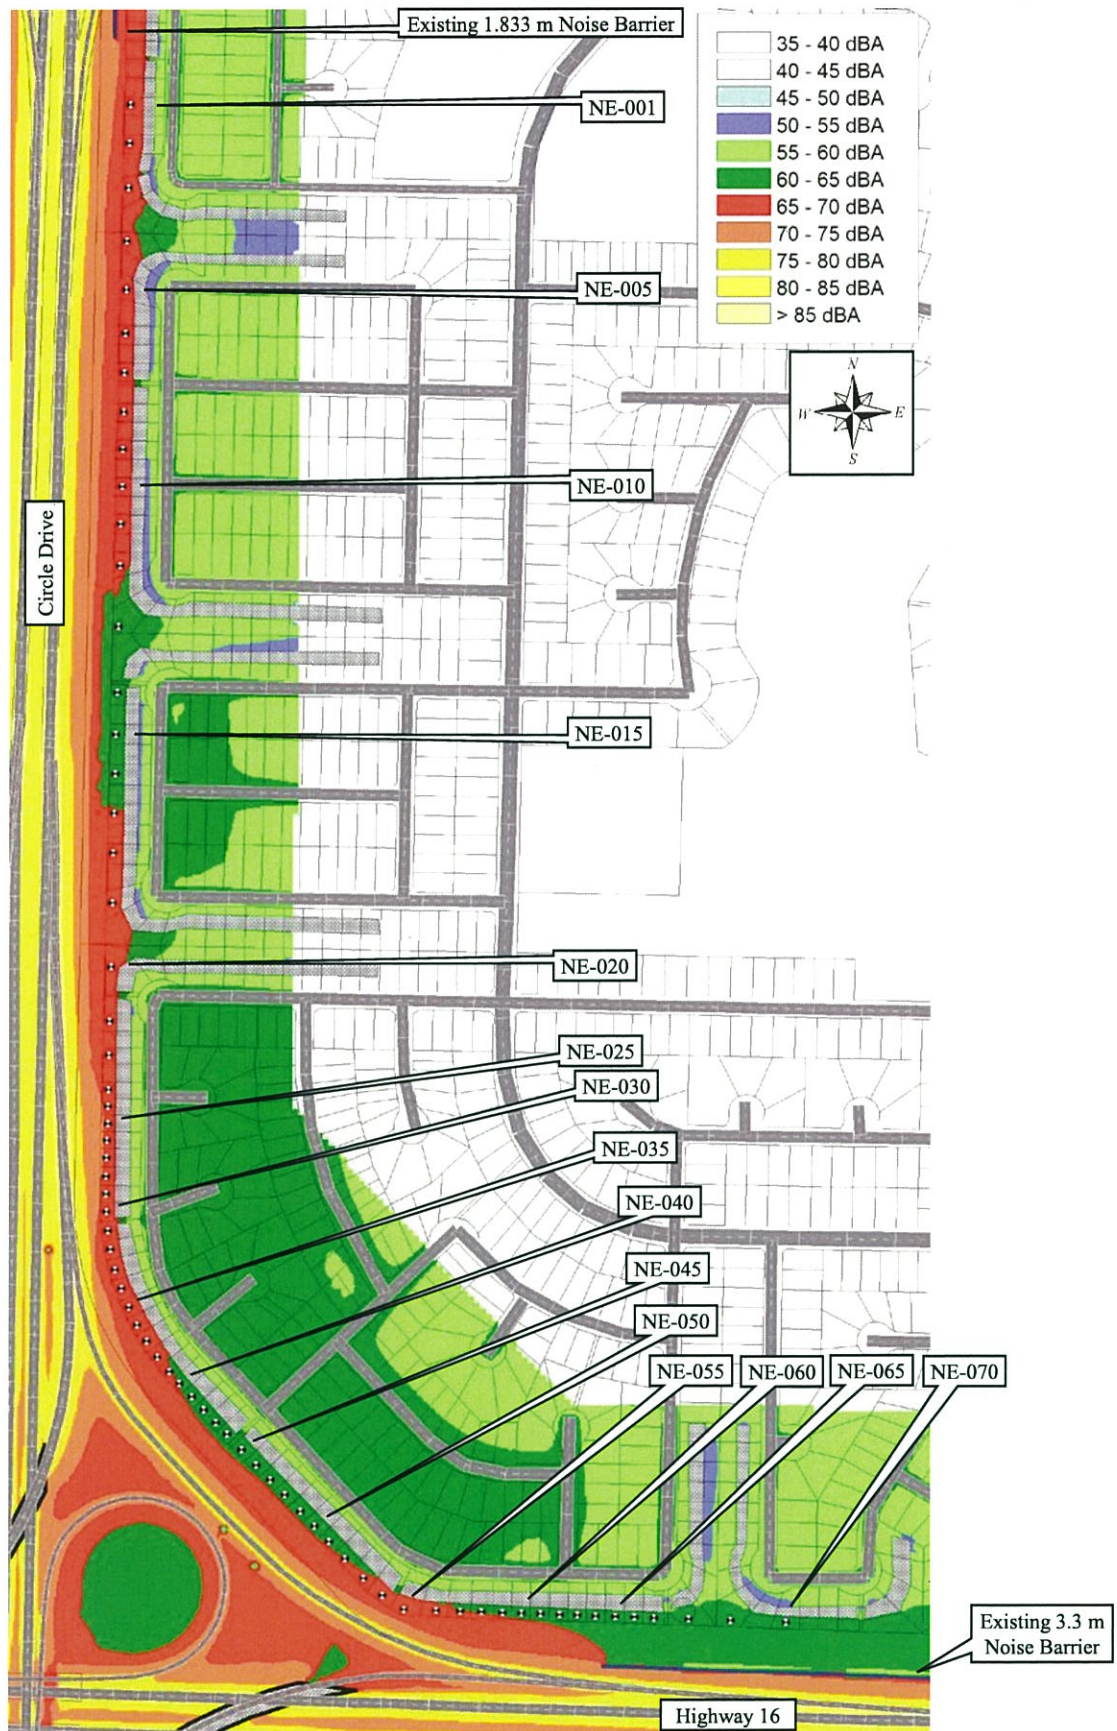 Existing 1.833 m Noise Barrier
35 - 40 dBA
40 - 45 dBA
45 - 50 dBA
50 - 55 dBA
55 - 60 dBA
60 - 65 dBA
65 - 70 dBA
70 - 75 dBA
75 - 80 dBA
80 - 85 dBA
> 85 dBA
NE-001
NE-005
N
W
E
S
NE-010
Circle Drive
NE-015
NE-020
NE-025
NE-030
NE-035
NE-040
NE-045
NE-050
NE-055
NE-060
NE-065
NE-070
Existing 3.3 m
Noise Barrier
Highway 16